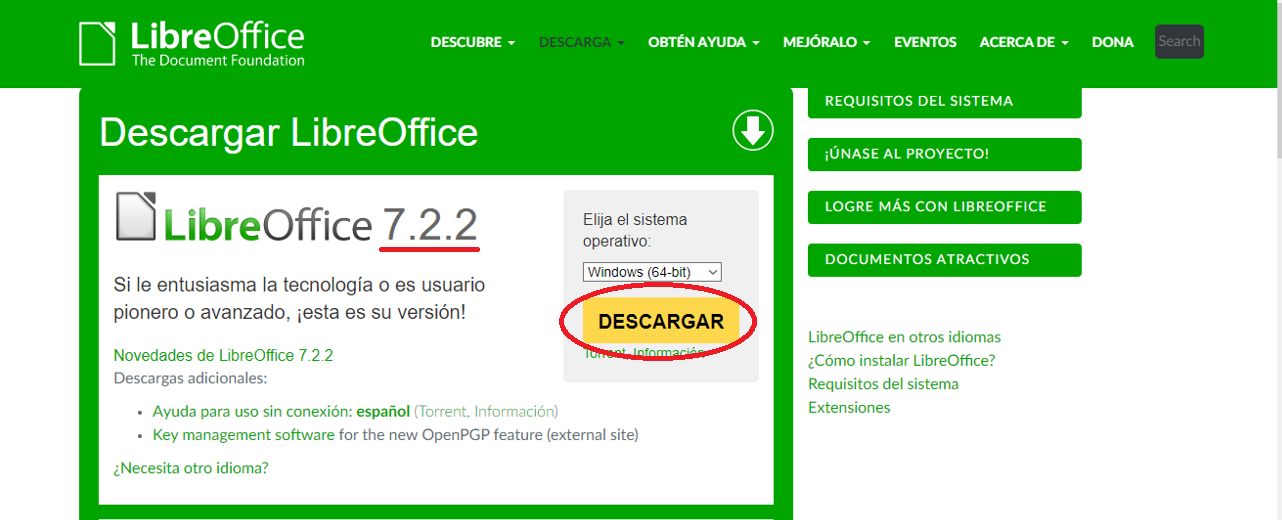 LibreOffice
The Document Foundation
DESCUBRE
DESCARGA
OBTÉN AYUDA
MEJÓRALO
EVENTOS
ACERCA DE
DONA
Search
Descargar LibreOffice
LibreOffice 7.2.2
Si le entusiasma la tecnología o es usuario
pionero o avanzado, ¡esta es su versión!
Novedades de LibreOffice 7.2.2
Descargas adicionales:
Ayuda para uso sin conexión: español (Torrent, Información)
Key management software for the new OpenPGP feature (external site)
¿Necesita otro idioma?
Elija el sistema
operativo:
Windows (64-bit)
DESCARGAR
Torrent, Información
REQUISITOS DEL SISTEMA
¡ÚNASE AL PROYECTO!
LOGRE MÁS CON LIBREOFFICE
DOCUMENTOS ATRACTIVOS
LibreOffice en otros idiomas
¿Cómo instalar LibreOffice?
Requisitos del sistema
Extensiones